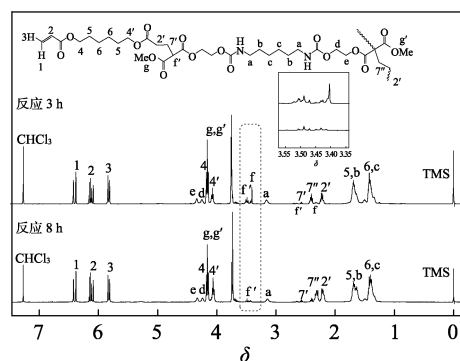 3H 2 O 5 6 O 4' O 7' O O H b c a O d O g'
1 O 4 5 6 O 2' O O N a b c N H O e O OMe
MeO g f' O 7'' 2'
反应 3 h
CHCl₃ 1 2 3 e d 4 g,g' 4' f' f a 7' f 7'' 2' 5,b 6,c TMS
3.55 3.50 3.45 3.40 3.35
δ
反应 8 h
CHCl₃ 1 2 3 e d 4 g,g' 4' f' a 7' 7'' 2' 5,b 6,c TMS
7 6 5 4 3 2 1 0
δ